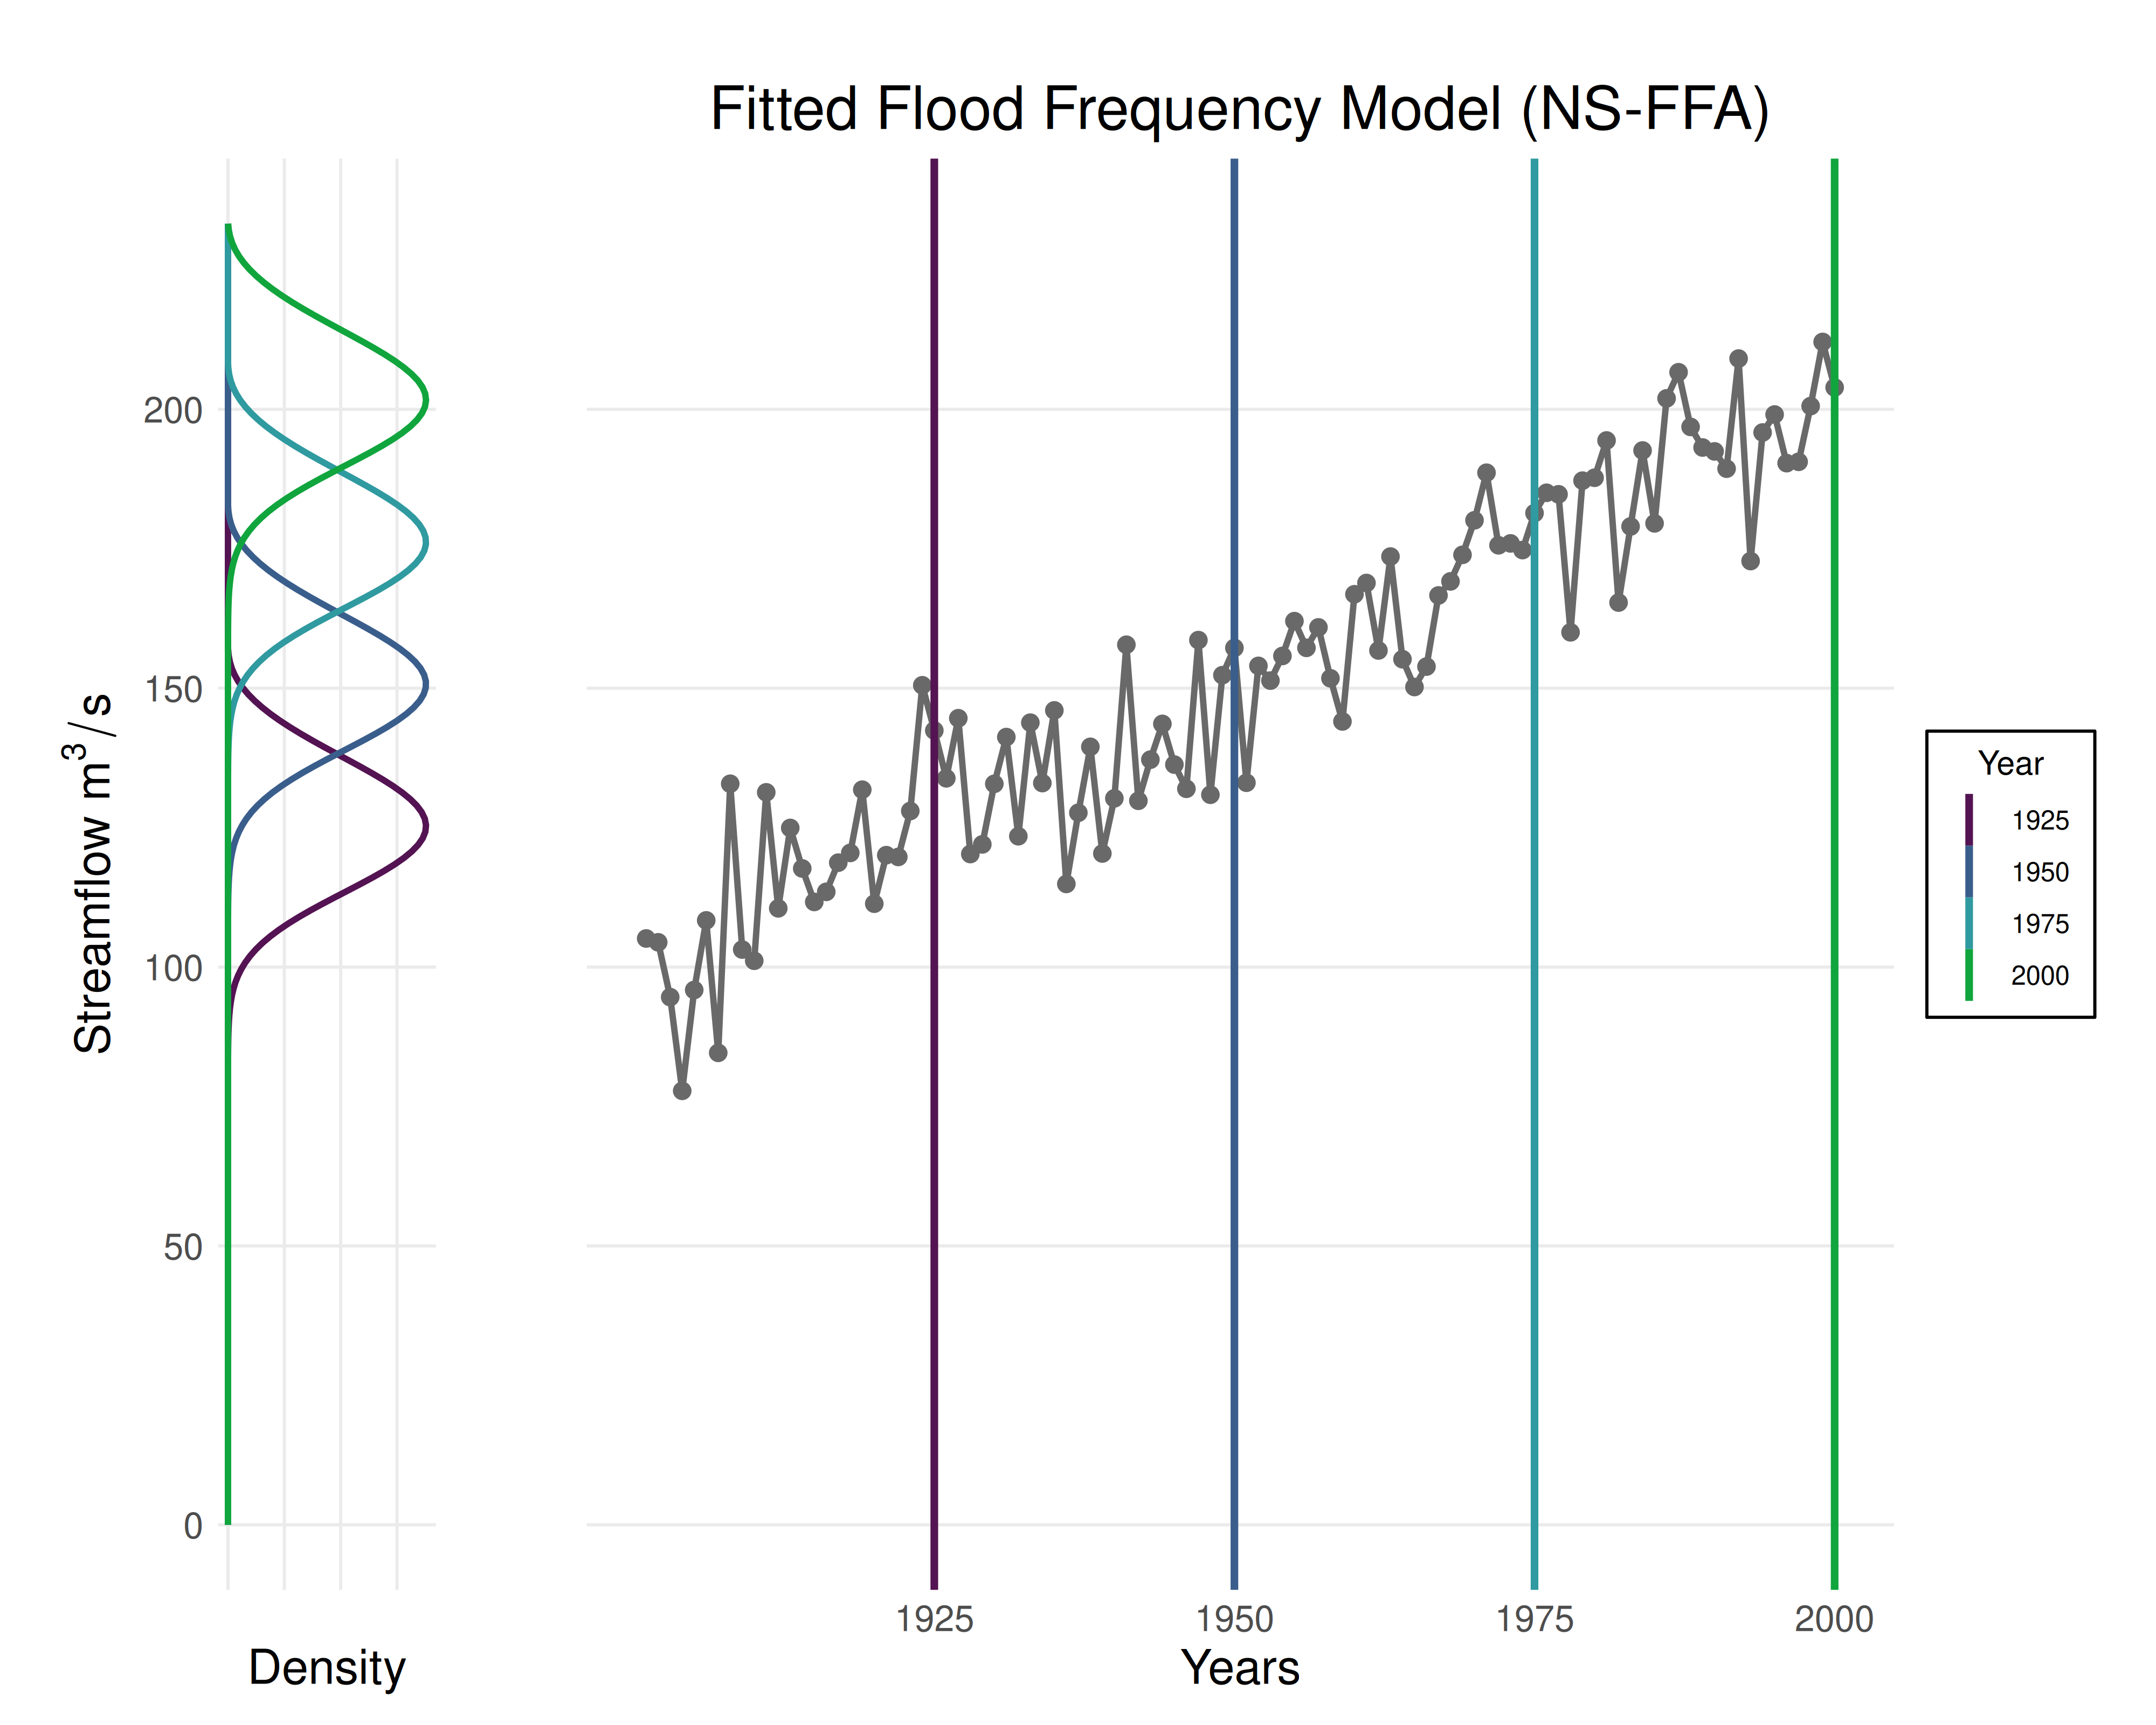 Fitted Flood Frequency Model (NS-FFA)
Streamflow m³/s
200
150
100
50
0
Density
1925
1950
1975
2000
Years
Year
1925
1950
1975
2000